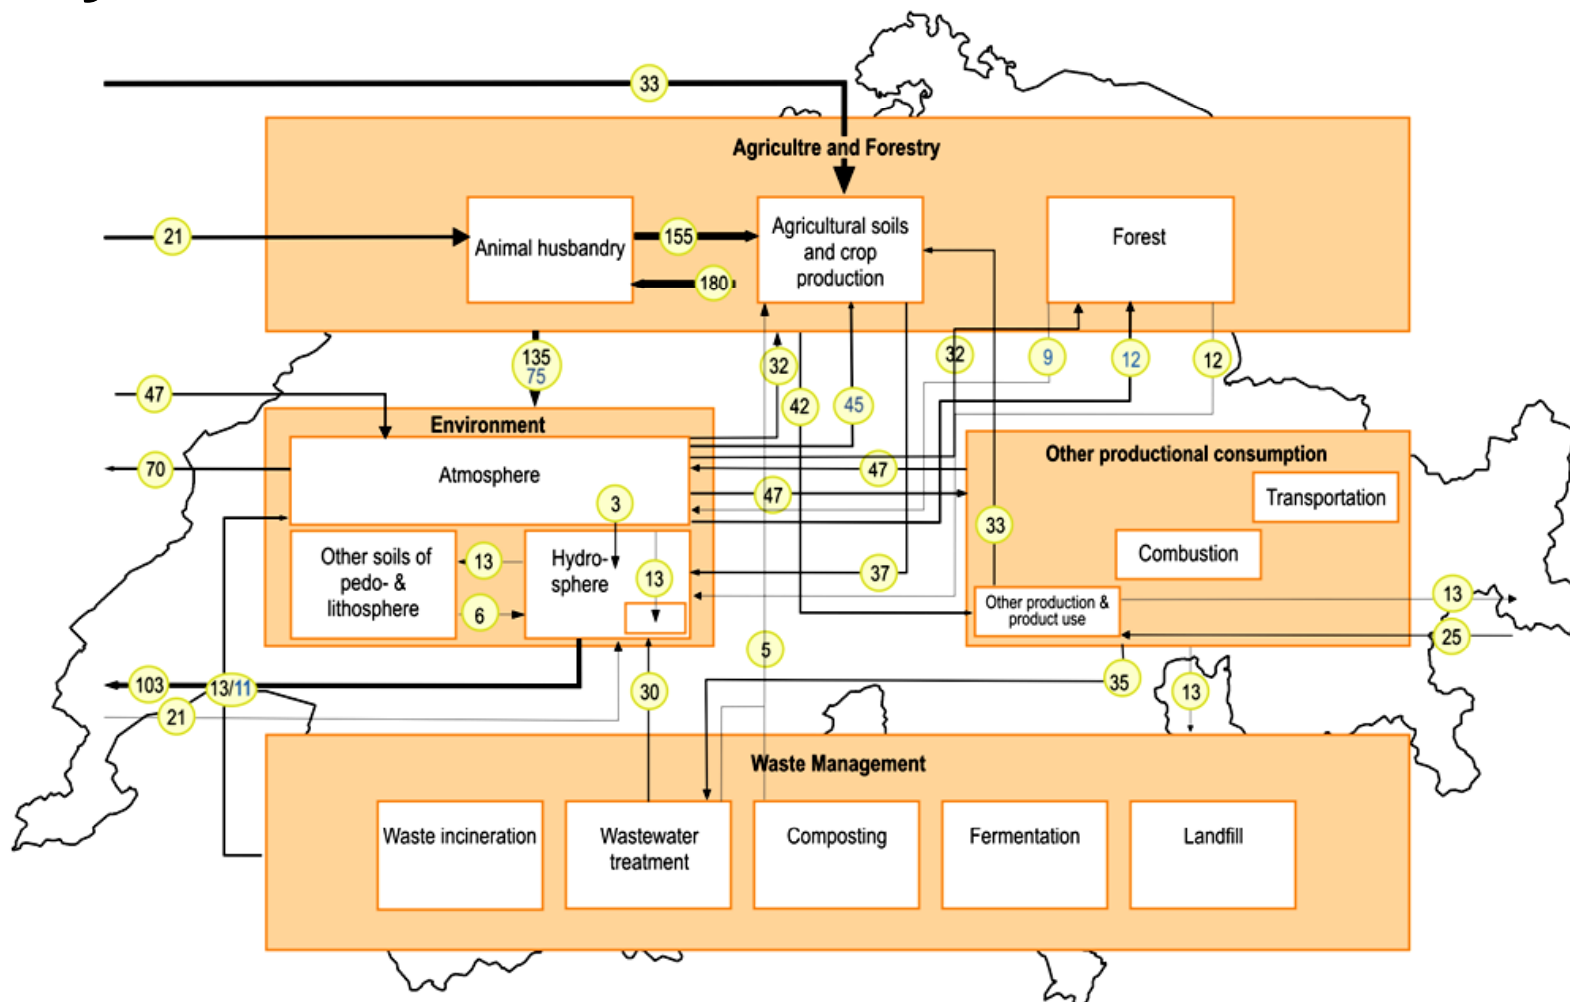 33
Agricultre and Forestry
21
Animal husbandry
155
180
Agricultural soils
and crop
production
Forest
135
75
32
42
45
32
9
12
12
47
70
Environment
Atmosphere
3
47
47
Other soils of
pedo- &
lithosphere
13
6
Hydro-
sphere
13
37
33
Other productional consumption
Transportation
Combustion
Other production &
product use
13
25
103
13/11
21
30
5
35
13
Waste Management
Waste incineration
Wastewater
treatment
Composting
Fermentation
Landfill